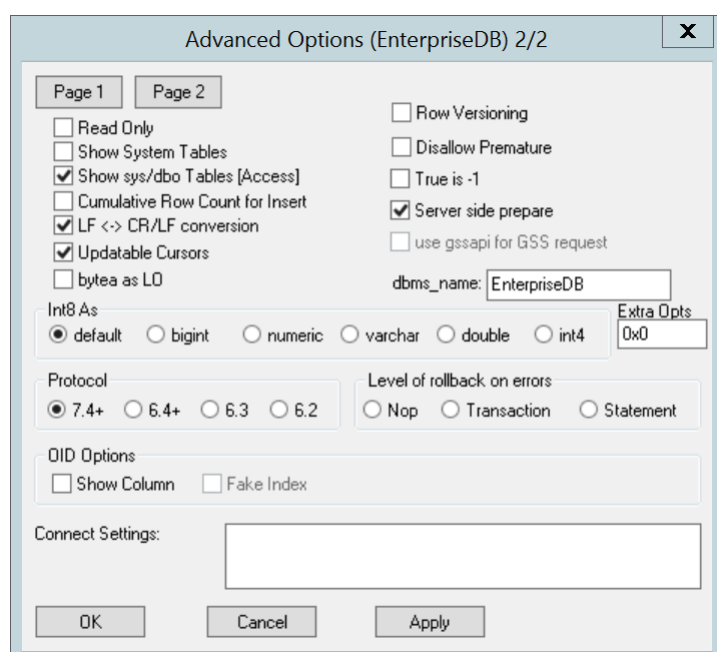 Advanced Options (EnterpriseDB) 2/2
X
Page 1 Page 2
Read Only
Show System Tables
Show sys/dbo Tables [Access]
Cumulative Row Count for Insert
LF <-> CR/LF conversion
Updatable Cursors
bytea as LO
Row Versioning
Disallow Premature
True is -1
Server side prepare
use gssapi for GSS request
dbms_name: EnterpriseDB
Int8 As
default bigint numeric varchar double int4
Extra Opts
0x0
Protocol
7.4+ 6.4+ 6.3 6.2
Level of rollback on errors
Nop Transaction Statement
OID Options
Show Column Fake Index
Connect Settings:
OK Cancel Apply